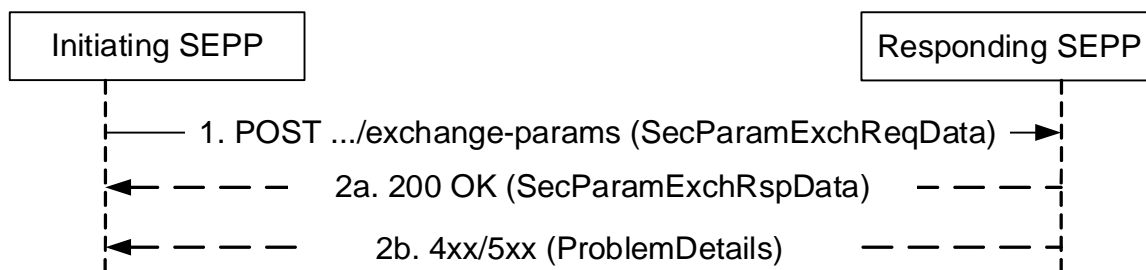 Initiating SEPP
Responding SEPP
1. POST .../exchange-params (SecParamExchReqData)
2a. 200 OK (SecParamExchRspData)
2b. 4xx/5xx (ProblemDetails)